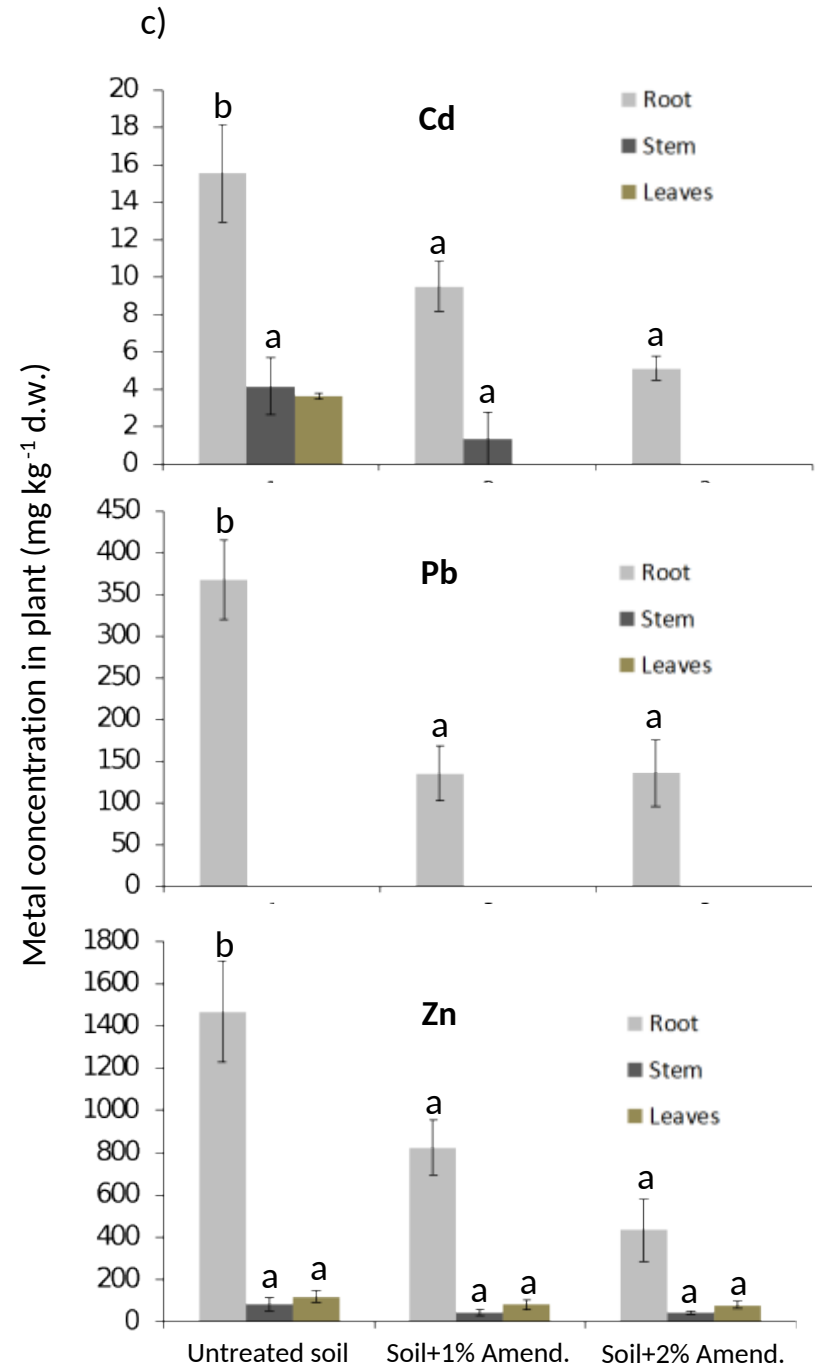 c)
Metal concentration in plant (mg kg⁻¹ d.w.)
20
18
16
14
12
10
8
6
4
2
0
Cd
b
a
a
a
a
Root
Stem
Leaves
450
400
350
300
250
200
150
100
50
0
Pb
b
a
a
Root
Stem
Leaves
1800
1600
1400
1200
1000
800
600
400
200
0
Zn
b
a
a
a
a
a
a
a
a
Root
Stem
Leaves
Untreated soil Soil+1% Amend. Soil+2% Amend.